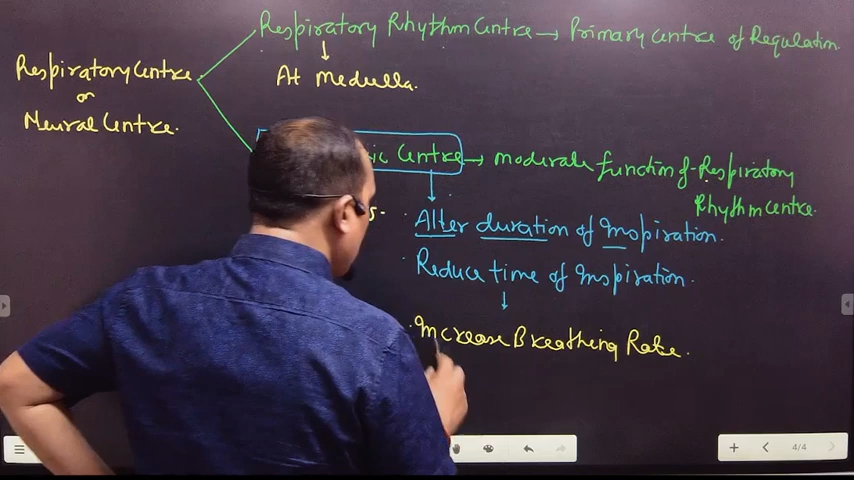 Respiratory Rhythm Centre → Primary Centre of Regulation
Respiratory Centre
or
Neural Centre.
At Medulla.
Centre → moderate function of Respiratory
Rhythm Centre.
Alter duration of Inspiration.
Reduce time of Inspiration.
Increase Breathing Rate.
4/4